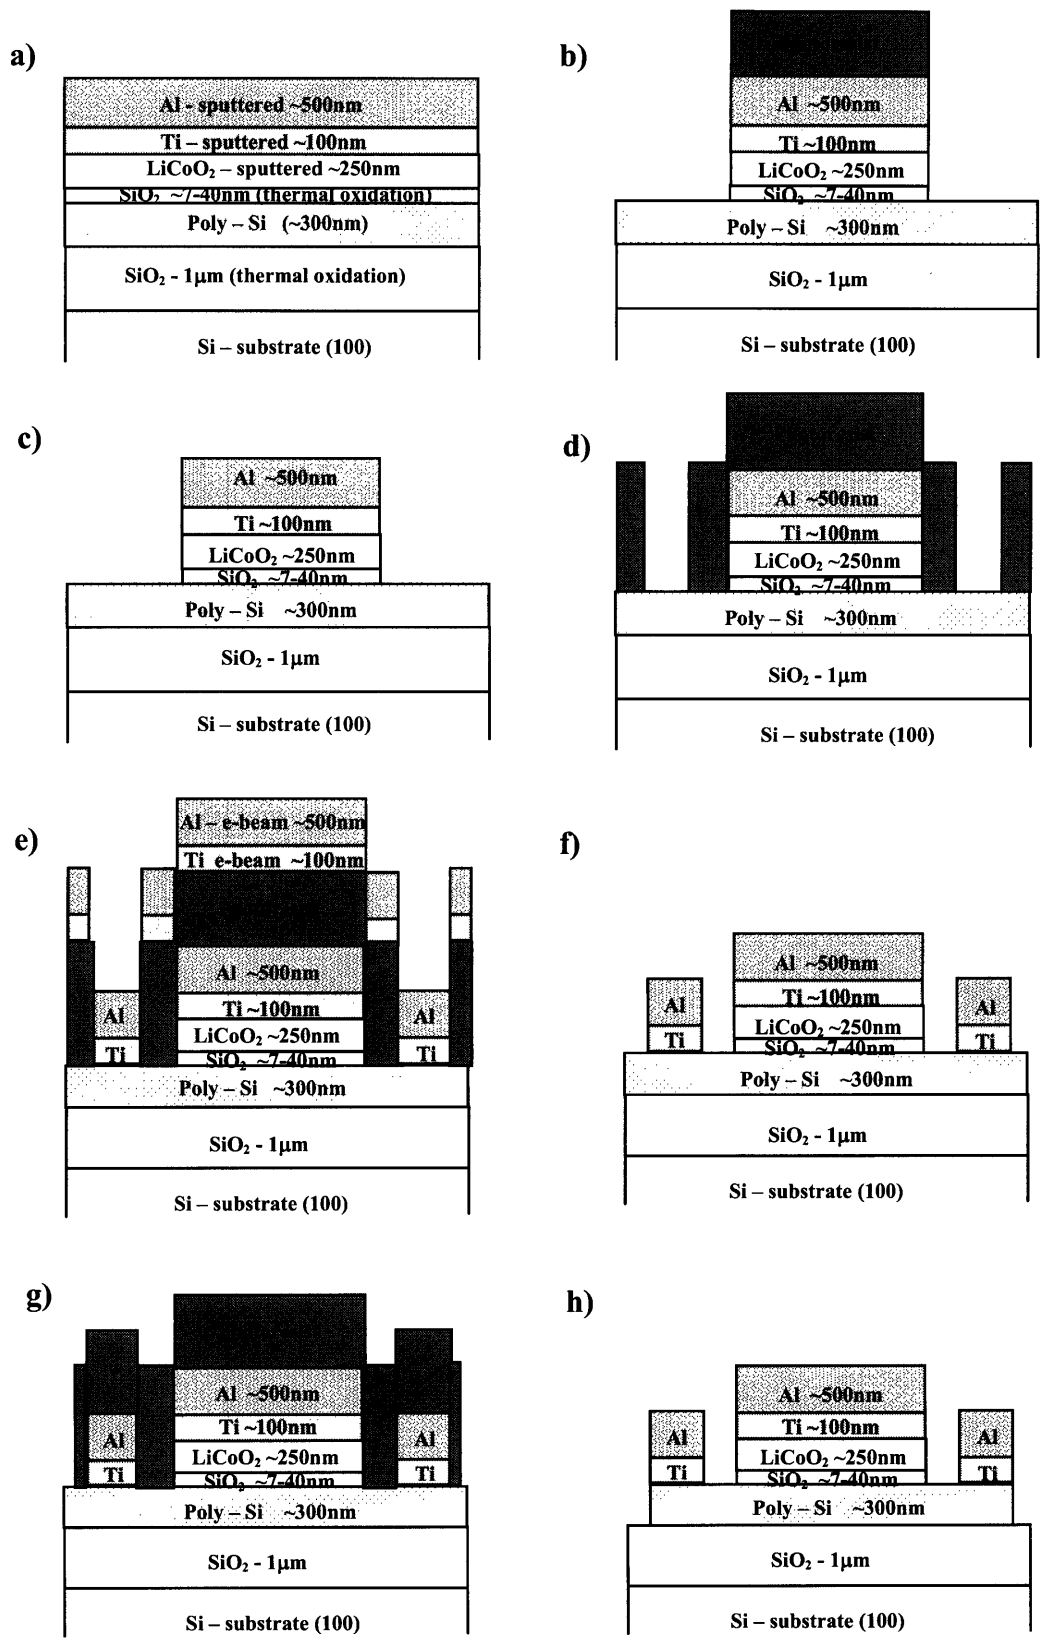 a)
Al - sputtered ~500nm
Ti – sputtered ~100nm
LiCoO₂ – sputtered ~250nm
SiO₂ ~7-40nm (thermal oxidation)
Poly – Si (~300nm)
SiO₂ - 1μm (thermal oxidation)
Si – substrate (100)
b)
Al ~500nm
Ti ~100nm
LiCoO₂ ~250nm
SiO₂ ~7-40nm
Poly – Si ~300nm
SiO₂ - 1μm
Si – substrate (100)
c)
Al ~500nm
Ti ~100nm
LiCoO₂ ~250nm
SiO₂ ~7-40nm
Poly – Si ~300nm
SiO₂ - 1μm
Si – substrate (100)
d)
Al ~500nm
Ti ~100nm
LiCoO₂ ~250nm
SiO₂ ~7-40nm
Poly – Si ~300nm
SiO₂ - 1μm
Si – substrate (100)
e)
Al – e-beam ~500nm
Ti e-beam ~100nm
Al ~500nm
Ti ~100nm
Al
Al
LiCoO₂ ~250nm
Ti
Ti
SiO₂ ~7-40nm
Poly – Si ~300nm
SiO₂ - 1μm
Si – substrate (100)
f)
Al ~500nm
Ti ~100nm
Al
Al
LiCoO₂ ~250nm
Ti
Ti
SiO₂ ~7-40nm
Poly – Si ~300nm
SiO₂ - 1μm
Si – substrate (100)
g)
Al ~500nm
Ti ~100nm
Al
Al
LiCoO₂ ~250nm
Ti
Ti
SiO₂ ~7-40nm
Poly – Si ~300nm
SiO₂ - 1μm
Si – substrate (100)
h)
Al ~500nm
Ti ~100nm
Al
Al
LiCoO₂ ~250nm
Ti
Ti
SiO₂ ~7-40nm
Poly – Si ~300nm
SiO₂ - 1μm
Si – substrate (100)